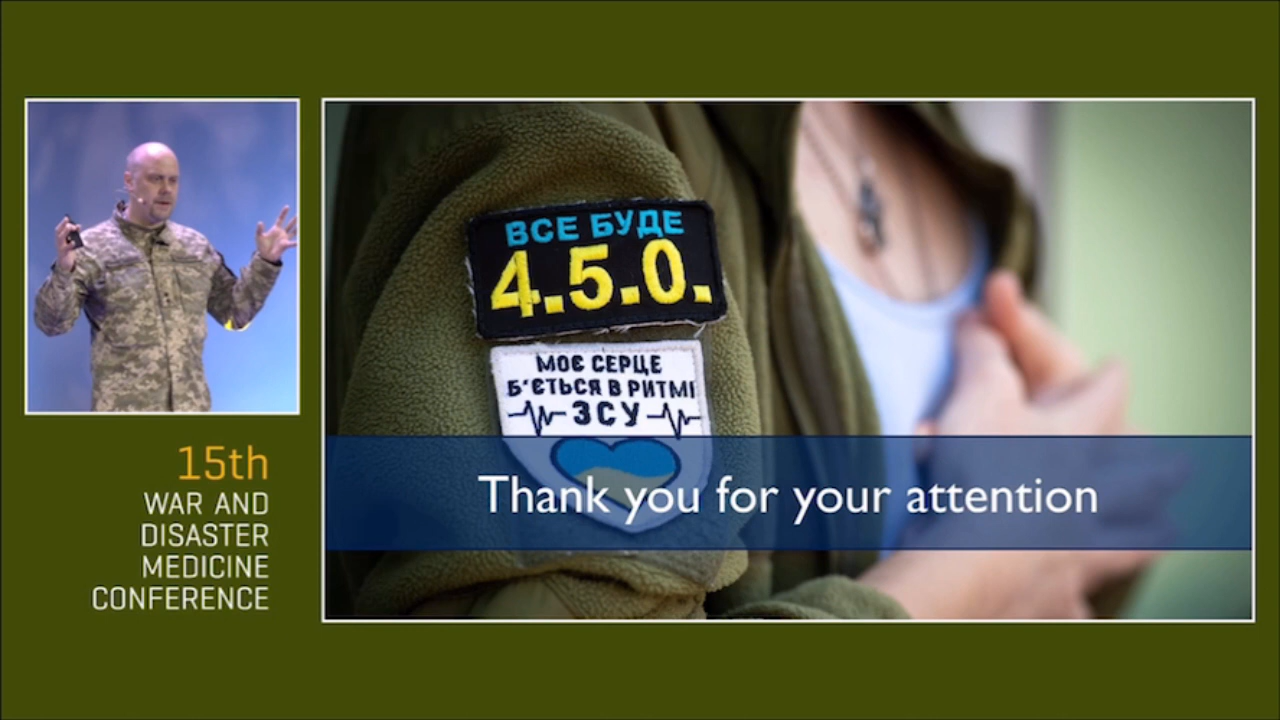 15th
WAR AND
DISASTER
MEDICINE
CONFERENCE
ВСЕ БУДЕ
4.5.0.
МОЄ СЕРЦЕ
Б'ЄТЬСЯ В РИТМІ
ЗСУ
Thank you for your attention